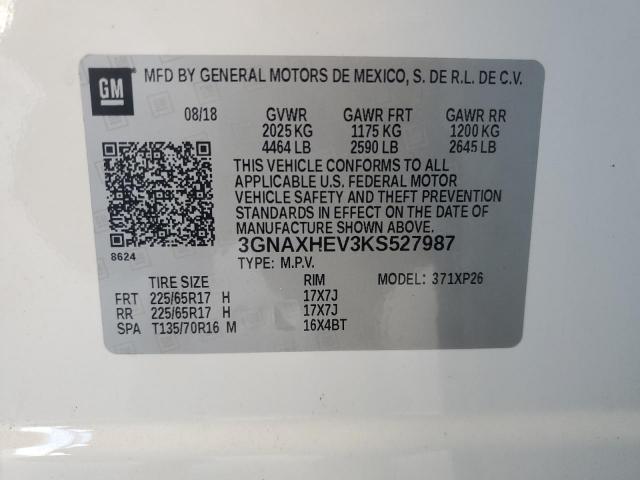 GM
MFD BY GENERAL MOTORS DE MEXICO, S. DE R.L. DE C.V.
08/18 GVWR GAWR FRT GAWR RR
2025 KG 1175 KG 1200 KG
4464 LB 2590 LB 2645 LB
THIS VEHICLE CONFORMS TO ALL
APPLICABLE U.S. FEDERAL MOTOR
VEHICLE SAFETY AND THEFT PREVENTION
STANDARDS IN EFFECT ON THE DATE OF
MANUFACTURE SHOWN ABOVE.
3GNAXHEV3KS527987
8624
TYPE: M.P.V. MODEL: 371XP26
TIRE SIZE RIM
FRT 225/65R17 H 17X7J
RR 225/65R17 H 17X7J
SPA T135/70R16 M 16X4BT